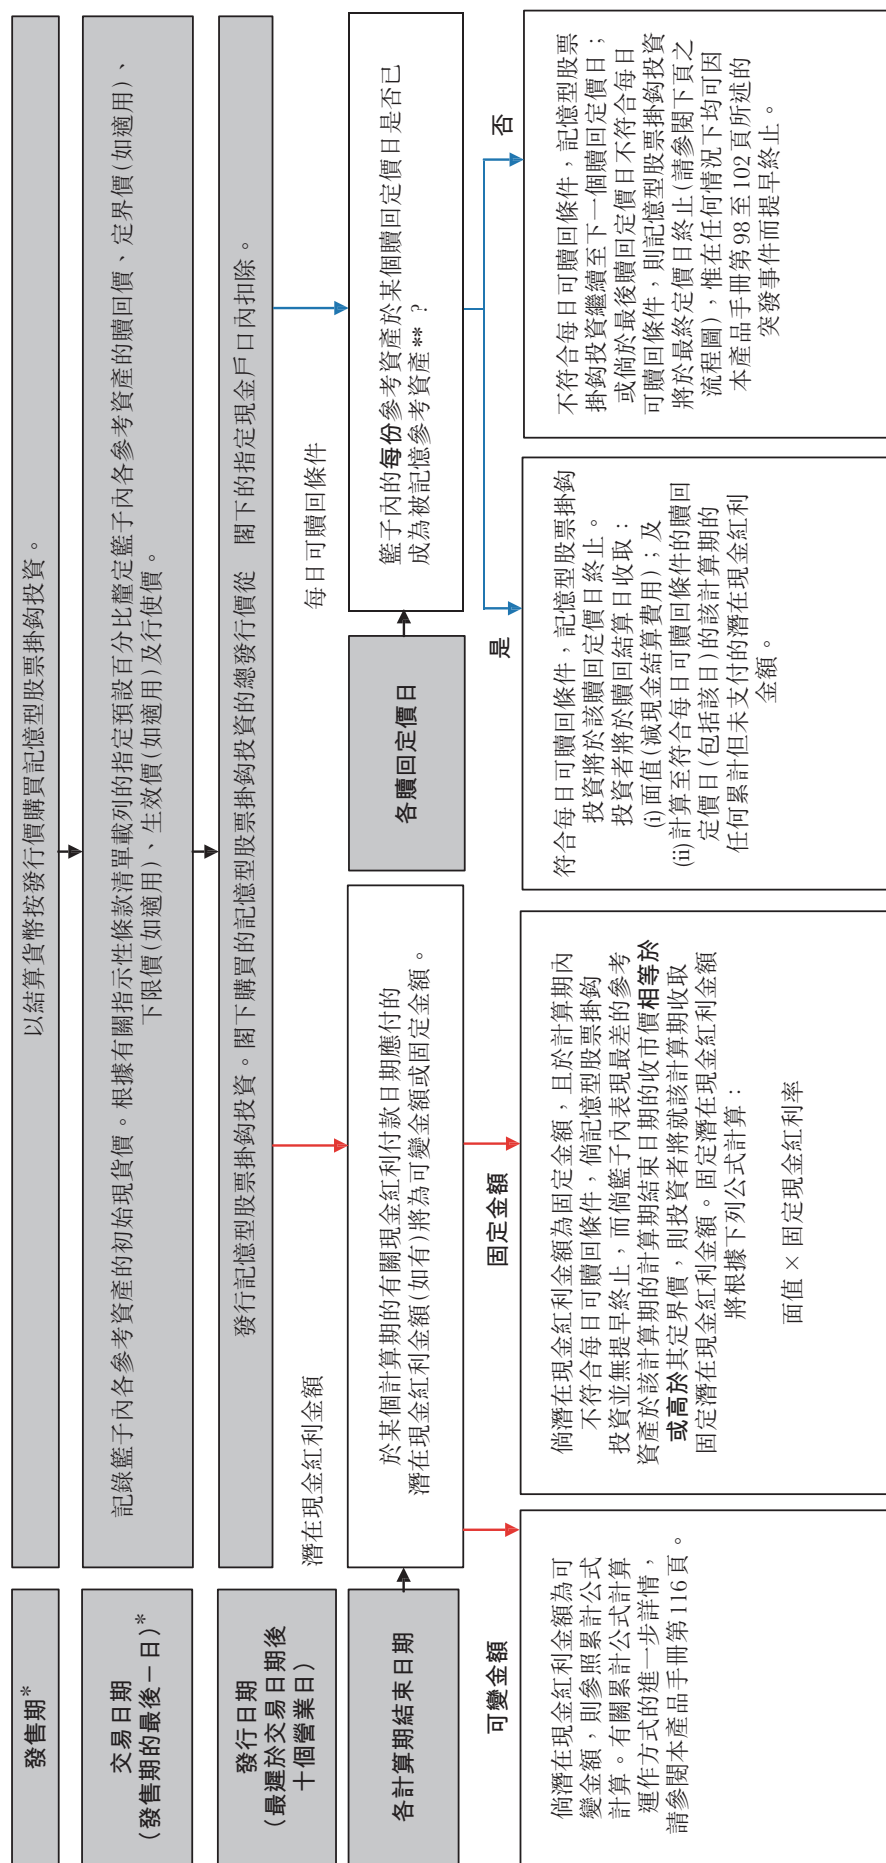 發售期*
以結算貨幣按發行價購買記憶型股票掛鈎投資。
交易日期
(發售期的最後一日)*
記錄籃子內各參考資產的初始現貨價。根據有關指示性條款清單載列的指定預設百分比釐定籃子內各參考資產的贖回價、定界價(如適用)、
下限價(如適用)、生效價(如適用)及行使價。
發行日期
(最遲於交易日期後
十個營業日)
發行記憶型股票掛鈎投資。閣下購買的記憶型股票掛鈎投資的總發行價從 閣下的指定現金戶口內扣除。
潛在現金紅利金額
每日可贖回條件
各計算期結束日期
於某個計算期的有關現金紅利付款日期應付的
潛在現金紅利金額(如有)將為可變金額或固定金額。
各贖回定價日
籃子內的每份參考資產於某個贖回定價日是否已
成為被記憶參考資產**?
可變金額
固定金額
是
否
倘潛在現金紅利金額為可
變金額,則參照累計公式
計算。有關累計公式計算
運作方式的進一步詳情,
請參閱本產品手冊第116頁。
倘潛在現金紅利金額為固定金額,且於計算期內
不符合每日可贖回條件,倘記憶型股票掛鈎
投資並無提早終止,而倘籃子內表現最差的參考
資產於該計算期的計算期結束日期的收市價相等於
或高於其定界價,則投資者將就該計算期收取
固定潛在現金紅利金額。固定潛在現金紅利金額
將根據下列公式計算:
面值 × 固定現金紅利率
符合每日可贖回條件,記憶型股票掛鈎
投資將於該贖回定價日終止。
投資者將於贖回結算日收取:
(i) 面值(減現金結算費用);及
(ii) 計算至符合每日可贖回條件的贖回
定價日(包括該日)的該計算期的
任何累計但未支付的潛在現金紅利
金額。
不符合每日可贖回條件,記憶型股票
掛鈎投資繼續至下一個贖回定價日;
或倘於最後贖回定價日不符合每日
可贖回條件,則記憶型股票掛鈎投資
將於最終定價日終止(請參閱下頁之
流程圖),惟在任何情況下均可因
本產品手冊第98至102頁所述的
突發事件而提早終止。